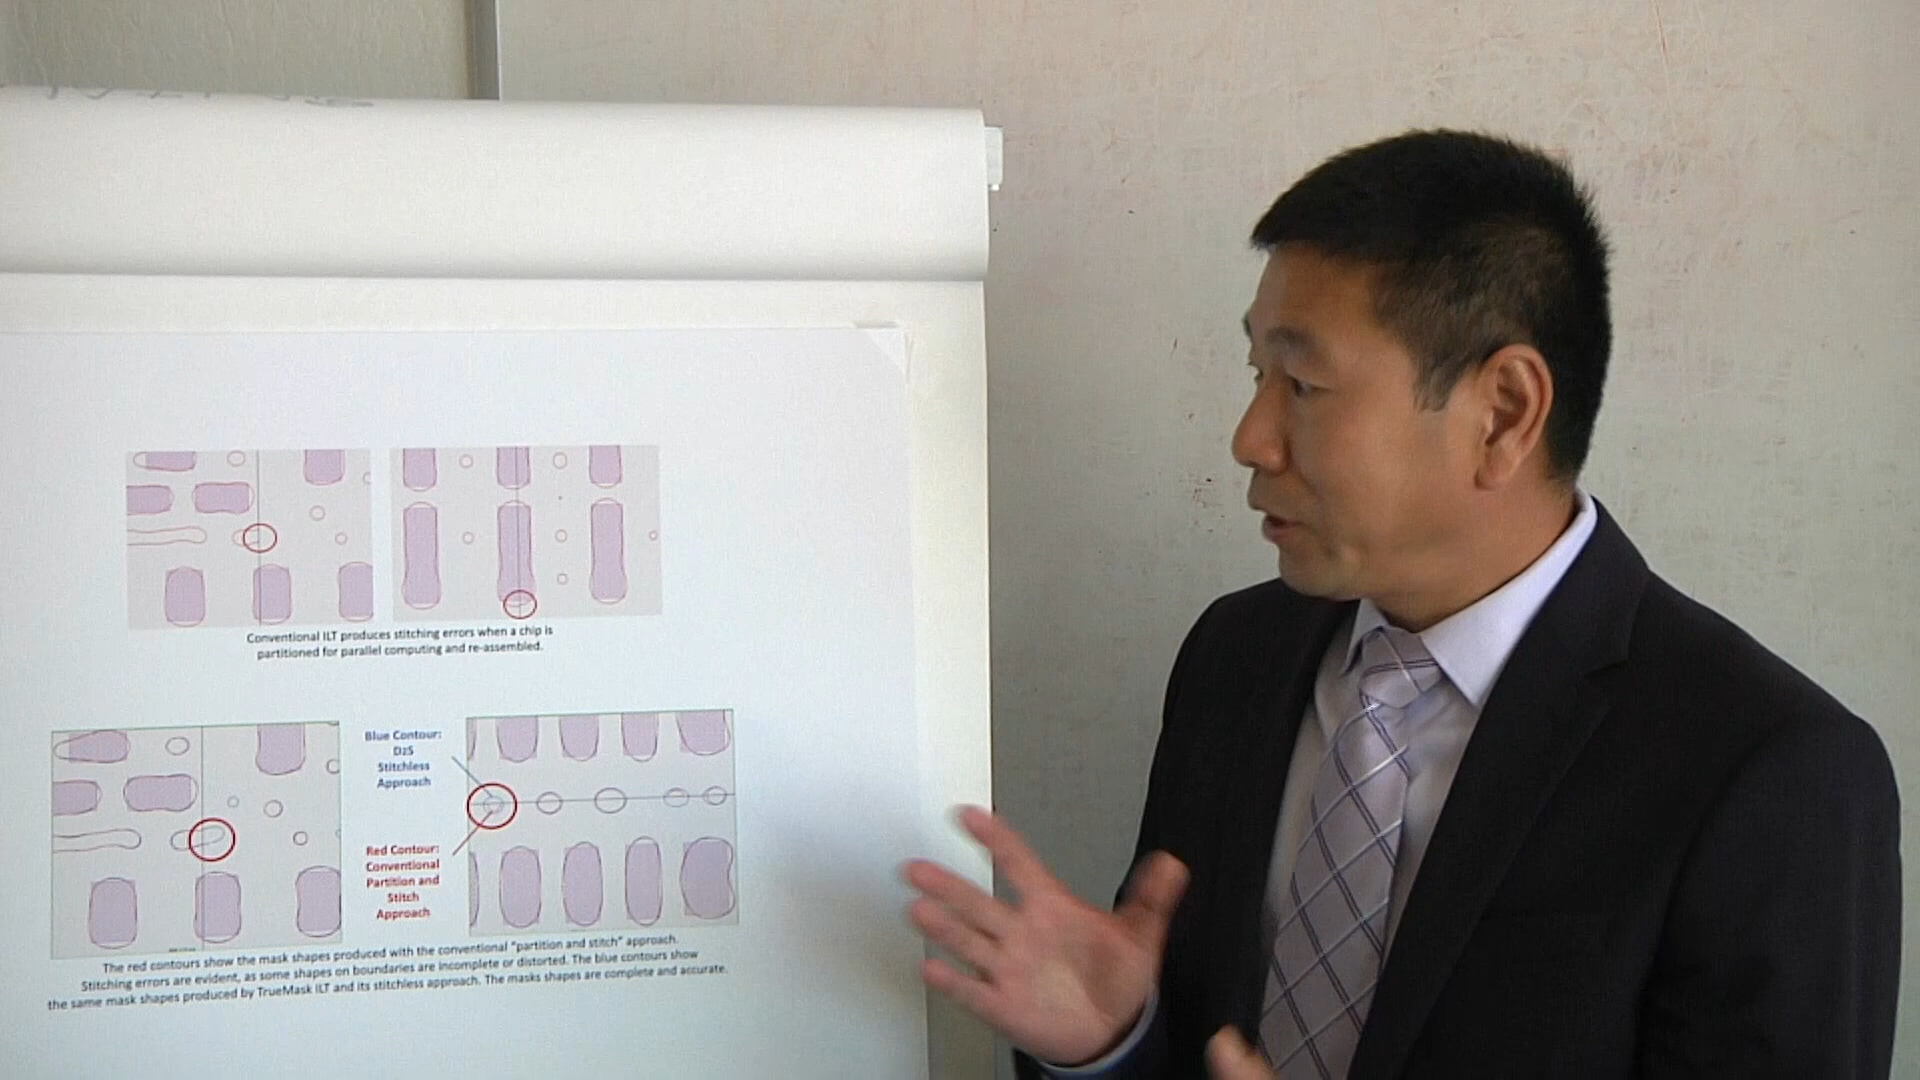 Conventional ILT produces stitching errors when a chip is
partitioned for parallel computing and re-assembled.
Blue Contour:
D2S
Stitchless
Approach
Red Contour:
Conventional
Partition and
Stitch
Approach
The red contours show the mask shapes produced with the conventional "partition and stitch" approach.
Stitching errors are evident, as some shapes on boundaries are incomplete or distorted. The blue contours show
the same mask shapes produced by TrueMask ILT and its stitchless approach. The masks shapes are complete and accurate.